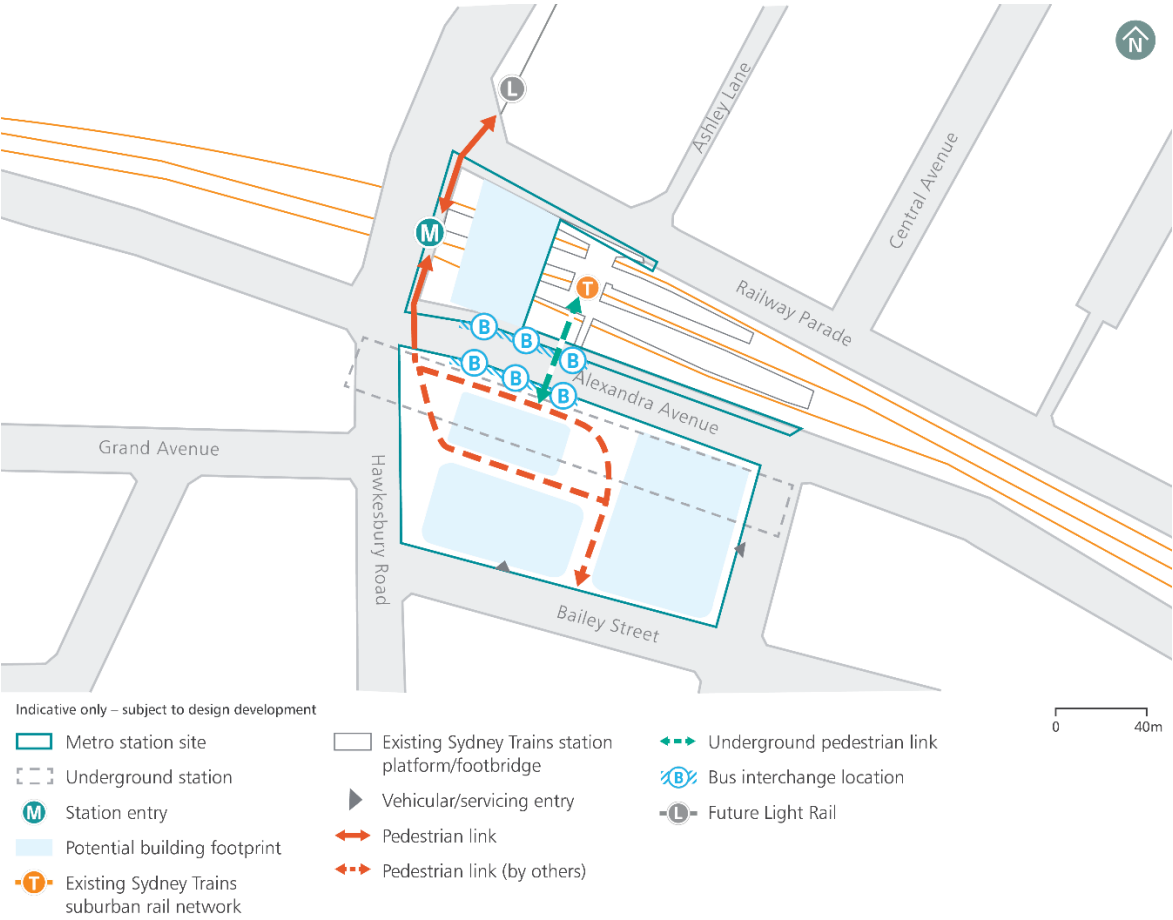 N
L
Ashley Lane
Central Avenue
M
T
Railway Parade
B
B
B
B
B
B
Alexandra Avenue
Grand Avenue
Hawkesbury Road
Bailey Street
Indicative only – subject to design development
0 40m
Metro station site
Underground station
M Station entry
Potential building footprint
T Existing Sydney Trains
suburban rail network
Existing Sydney Trains station
platform/footbridge
Vehicular/servicing entry
Pedestrian link
Pedestrian link (by others)
Underground pedestrian link
B Bus interchange location
L Future Light Rail